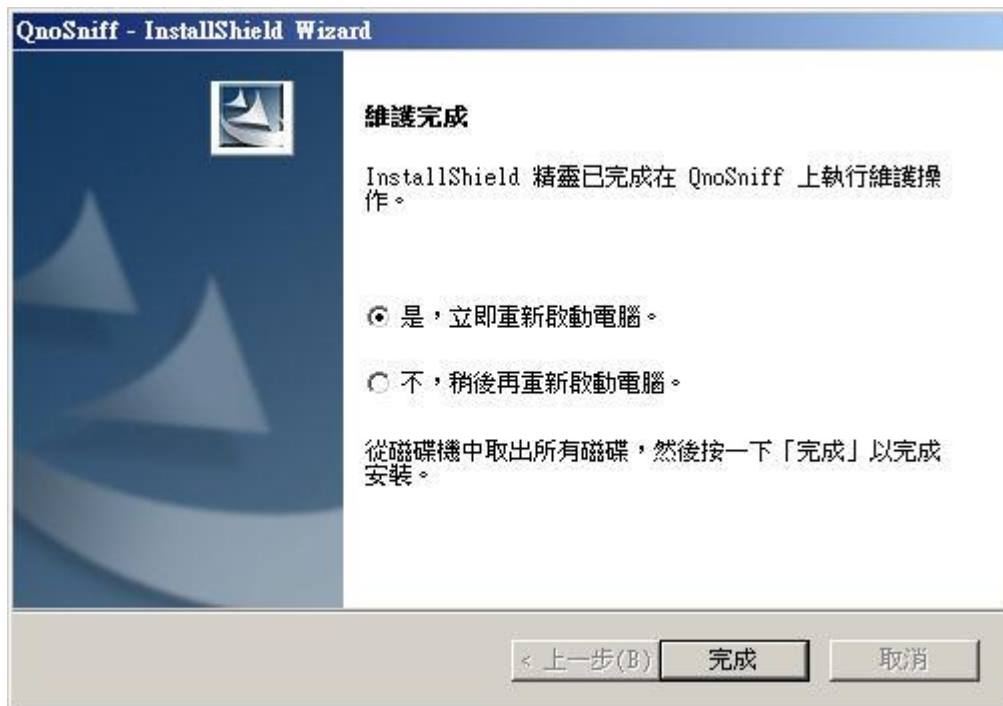 QnoSniff - InstallShield Wizard
維護完成
InstallShield 精靈已完成在 QnoSniff 上執行維護操
作。
是，立即重新啟動電腦。
不，稍後再重新啟動電腦。
從磁碟機中取出所有磁碟，然後按一下「完成」以完成
安裝。
< 上一步(B)
完成
取消